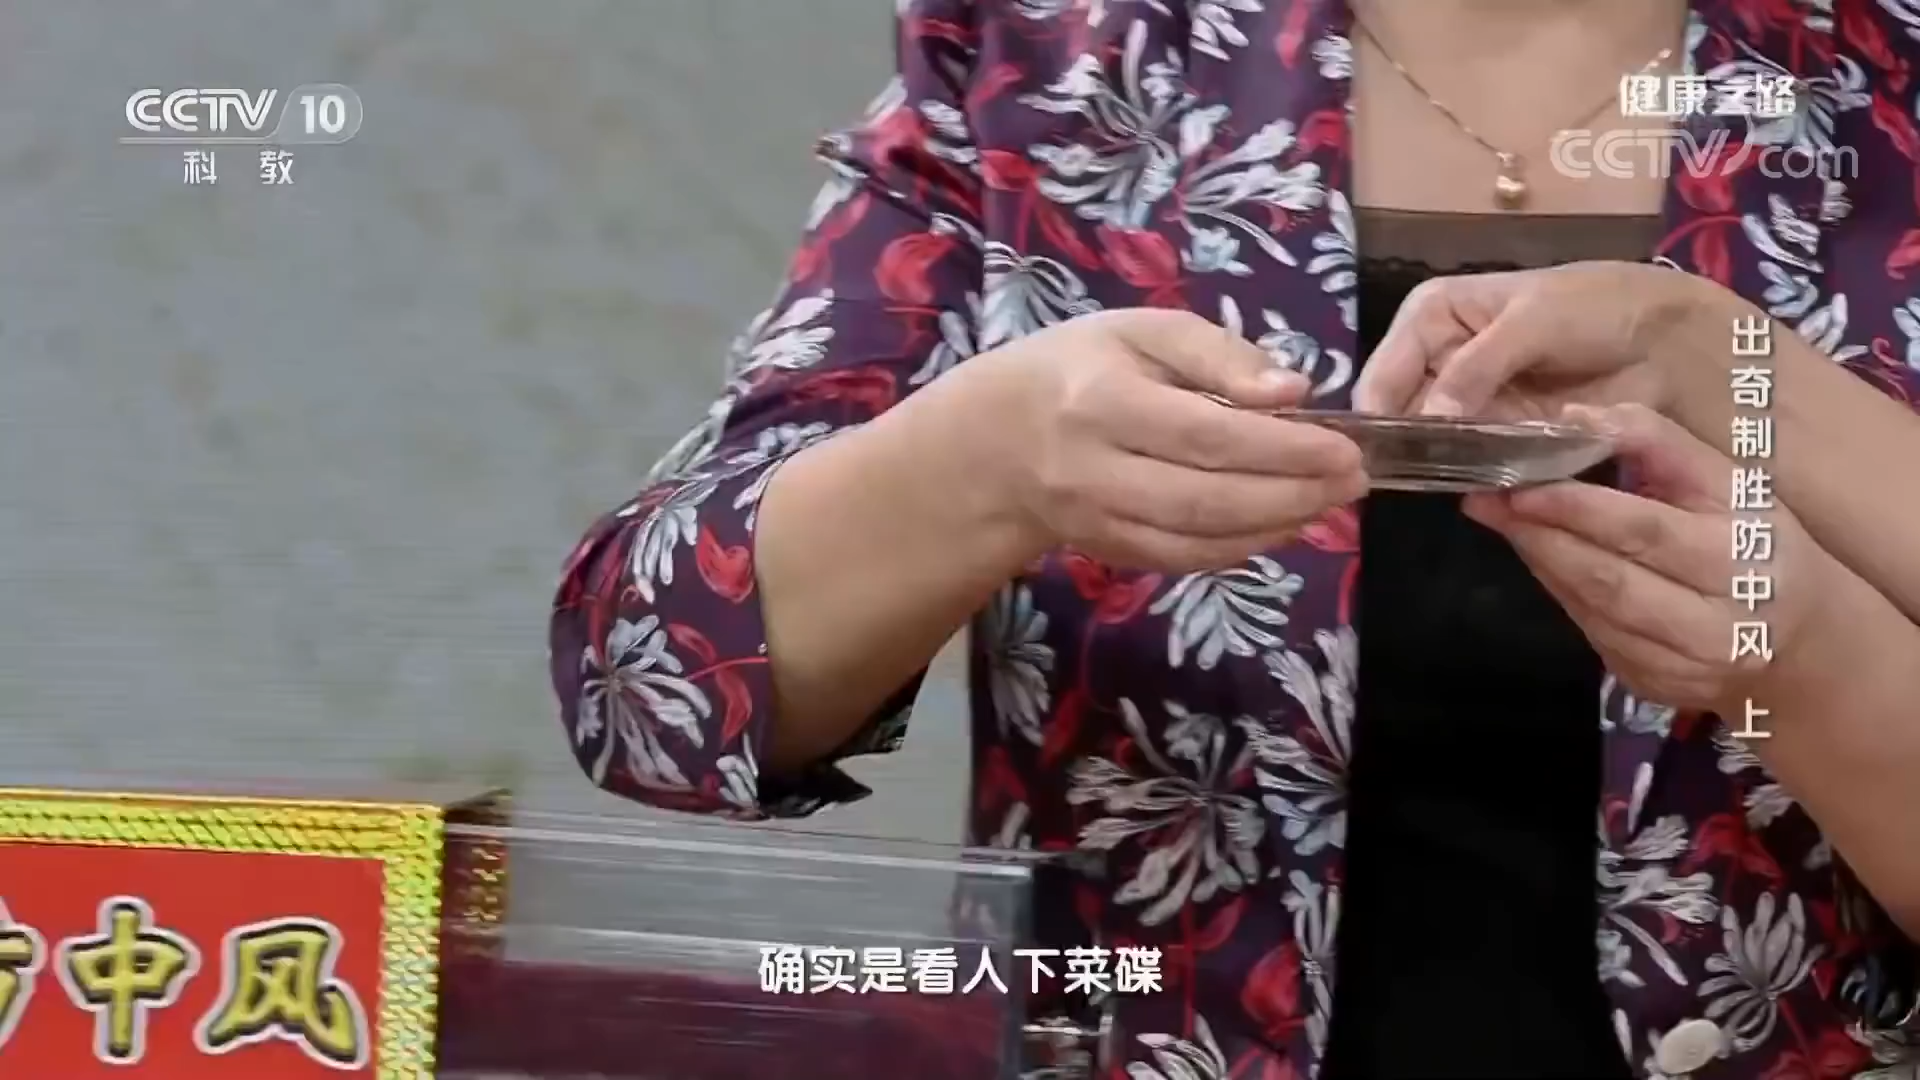 CCTV 10
科 教
健康之路
CCTV com
出奇制胜防中风 上
中风
确实是看人下菜碟